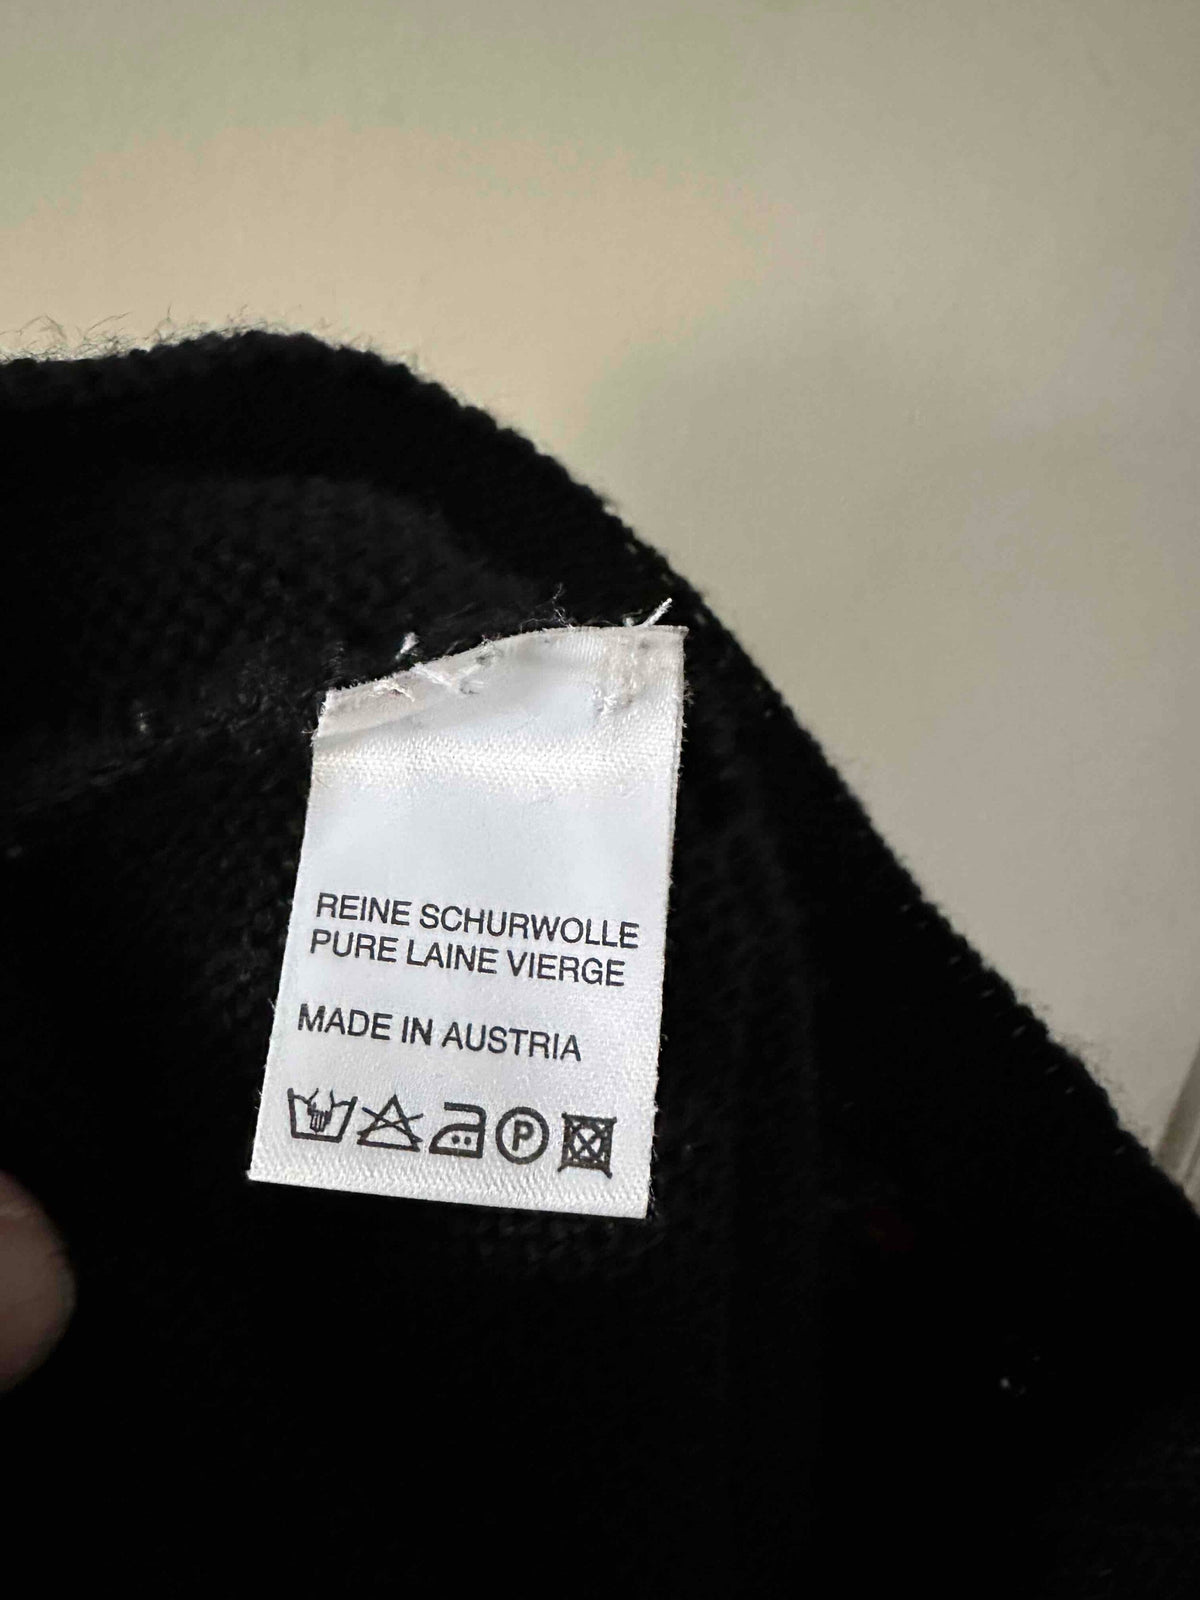 REINE SCHURWOLLE
PURE LAINE VIERGE
MADE IN AUSTRIA
P